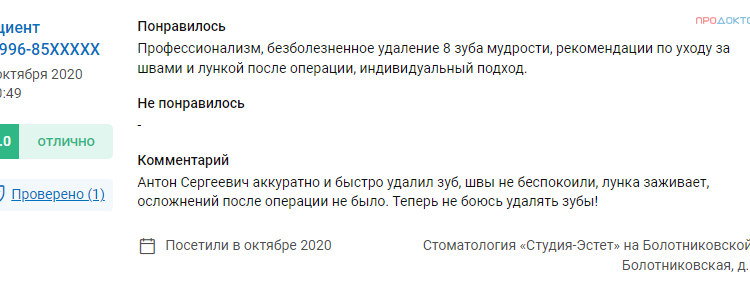 циент
996-85XXXXX
октября 2020
:49
.0 ОТЛИЧНО
Проверено (1)
ПРОДОКТО
Понравилось
Профессионализм, безболезненное удаление 8 зуба мудрости, рекомендации по уходу за
швами и лункой после операции, индивидуальный подход.
Не понравилось
-
Комментарий
Антон Сергеевич аккуратно и быстро удалил зуб, швы не беспокоили, лунка заживает,
осложнений после операции не было. Теперь не боюсь удалять зубы!
Посетили в октябре 2020
Стоматология «Студия-Эстет» на Болотниковской
Болотниковская, д.